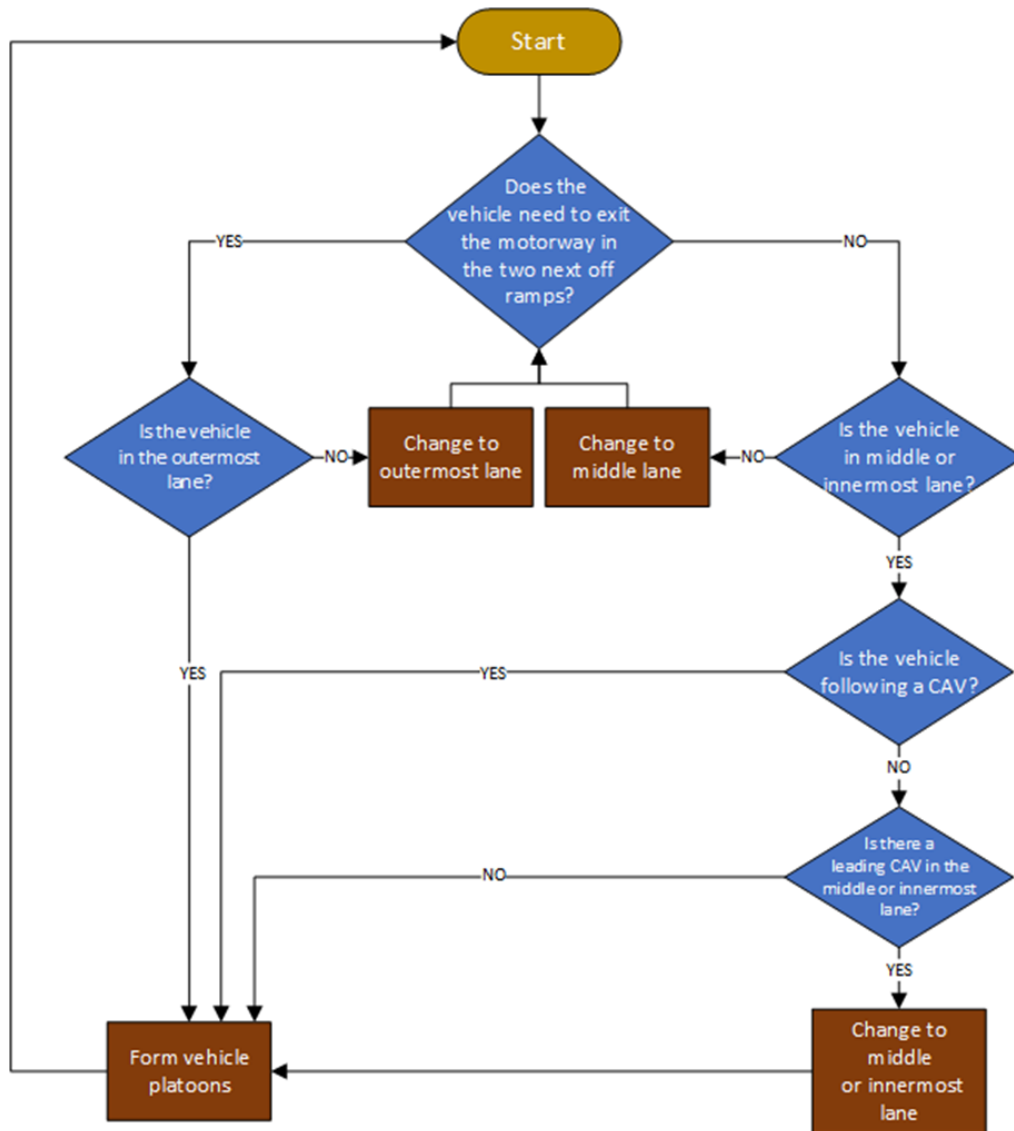 Start
Does the
vehicle need to exit
the motorway in
the two next off
ramps?
YES
NO
Is the vehicle
in the outermost
lane?
NO
Change to
outermost lane
Change to
middle lane
NO
Is the vehicle
in middle or
innermost lane?
YES
YES
Is the vehicle
following a CAV?
YES
NO
Is there a
leading CAV in the
middle or innermost
lane?
NO
YES
Form vehicle
platoons
Change to
middle
or innermost
lane